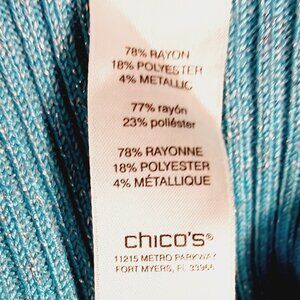 78% RAYON
18% POLYESTER
4% METALLIC
77% rayón
23% poliéster
78% RAYONNE
18% POLYESTER
4% MÉTALLIQUE
chico's®
11215 METRO PARKWAY
FORT MYERS, FL 33966